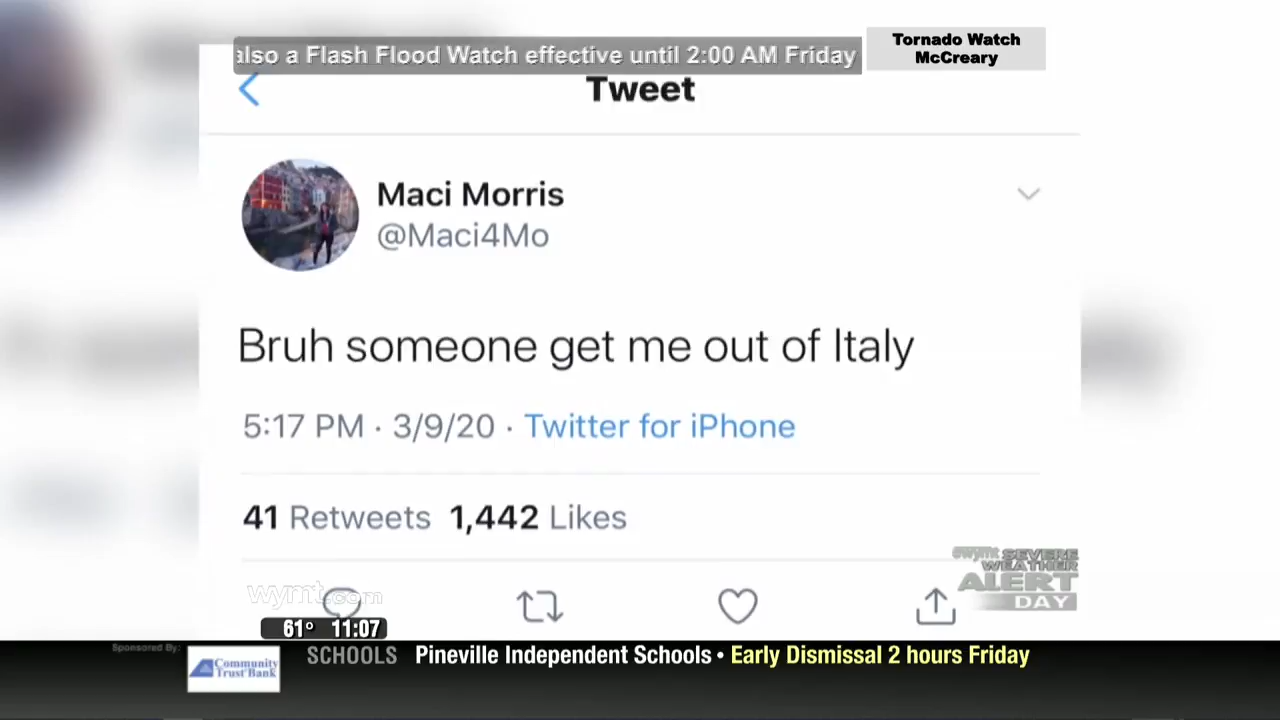 also a Flash Flood Watch effective until 2:00 AM Friday
Tornado Watch
McCreary
Tweet
Maci Morris
@Maci4Mo
Bruh someone get me out of Italy
5:17 PM · 3/9/20 · Twitter for iPhone
41 Retweets 1,442 Likes
wymt SEVERE
WEATHER
ALERT
DAY
wymt.com
61° 11:07
Sponsored By:
Community
Trust Bank
SCHOOLS Pineville Independent Schools • Early Dismissal 2 hours Friday